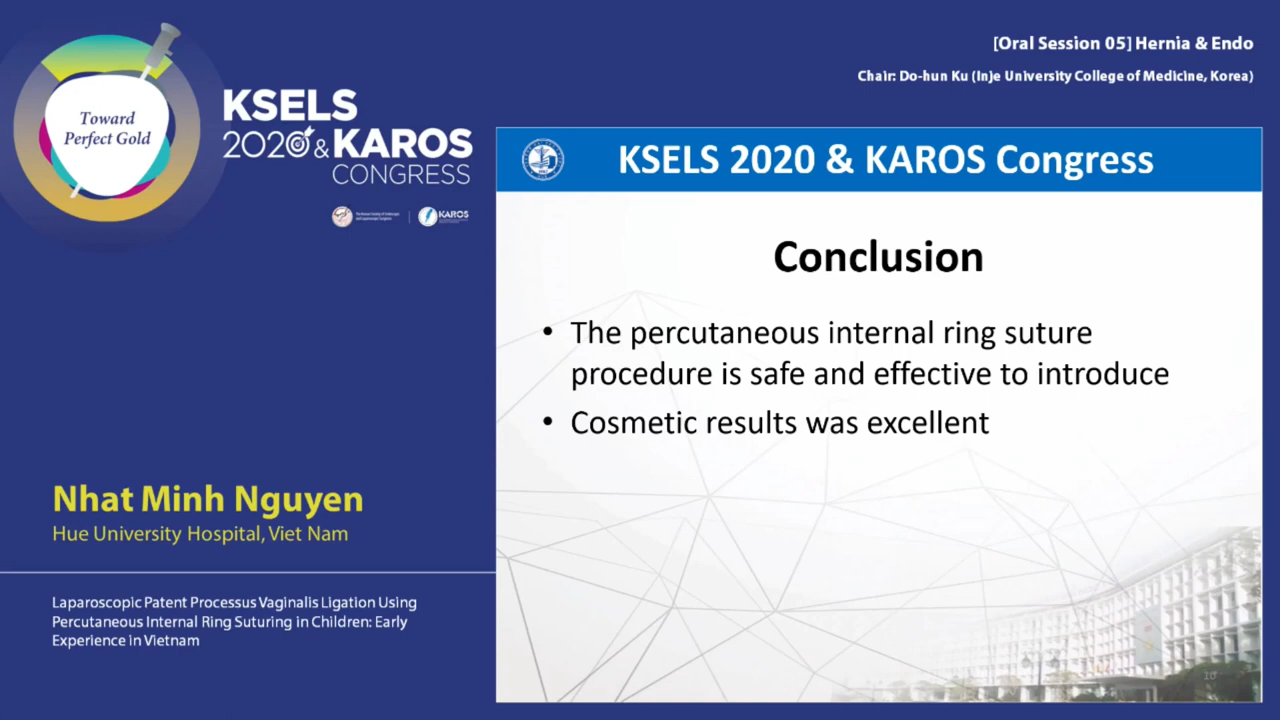 [Oral Session 05] Hernia & Endo
Chair: Do-hun Ku (Inje University College of Medicine, Korea)
Toward
Perfect Gold
KSELS
2020 & KAROS
CONGRESS
KAROS
KSELS 2020 & KAROS Congress
Conclusion
• The percutaneous internal ring suture
procedure is safe and effective to introduce
• Cosmetic results was excellent
10
Nhat Minh Nguyen
Hue University Hospital, Viet Nam
Laparoscopic Patent Processus Vaginalis Ligation Using
Percutaneous Internal Ring Suturing in Children: Early
Experience in Vietnam